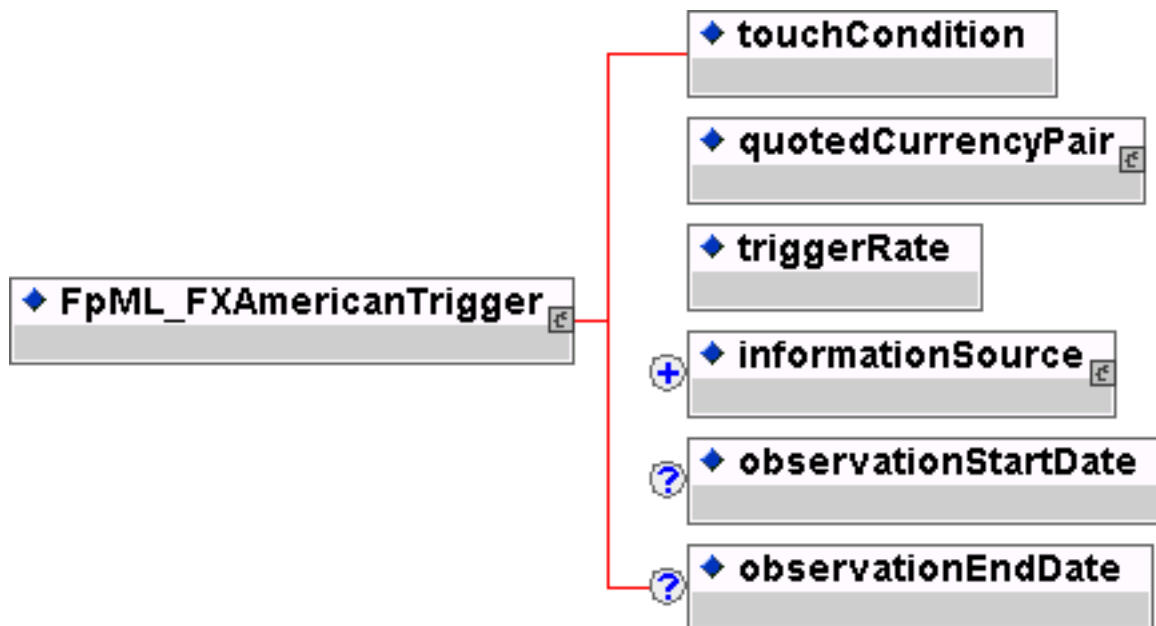 touchCondition
quotedCurrencyPair
triggerRate
FpML_FXAmericanTrigger
+ informationSource
? observationStartDate
? observationEndDate